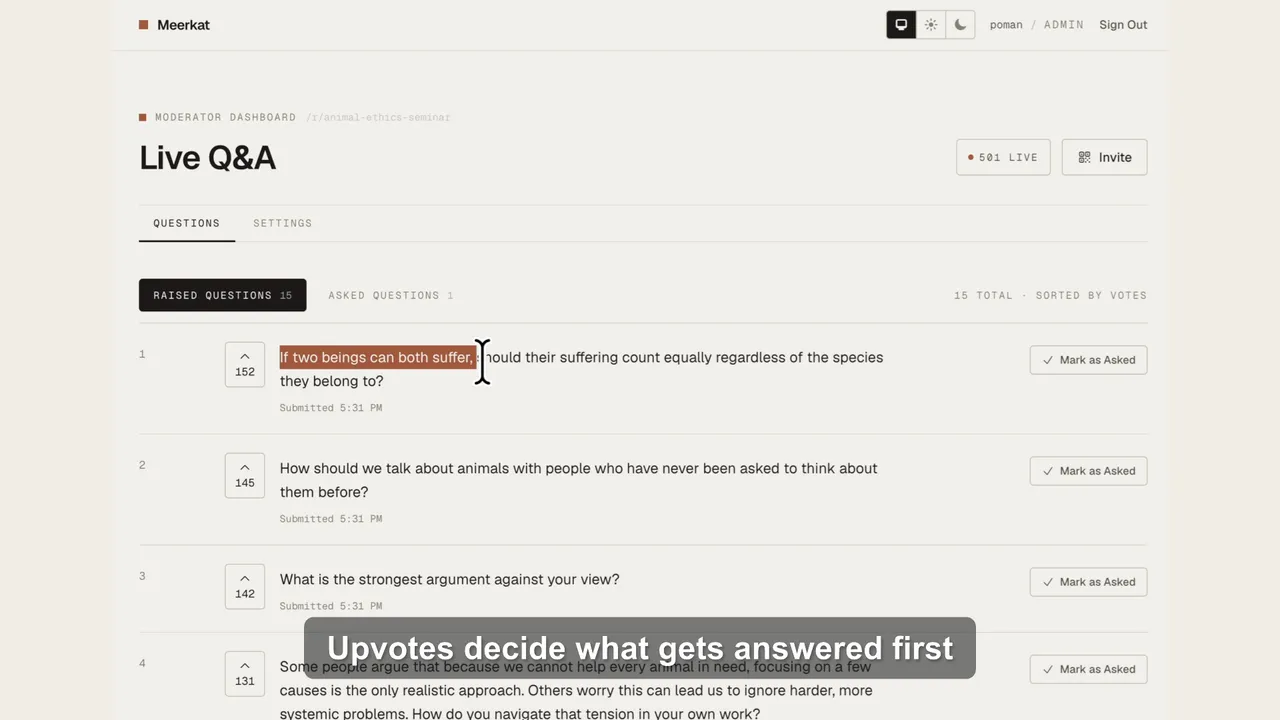 Meerkat
poman / ADMIN Sign Out
MODERATOR DASHBOARD /r/animal-ethics-seminar
Live Q&A
501 LIVE
Invite
QUESTIONS SETTINGS
RAISED QUESTIONS 15 ASKED QUESTIONS 1 15 TOTAL · SORTED BY VOTES
1
152
If two beings can both suffer, should their suffering count equally regardless of the species
they belong to?
Submitted 5:31 PM
Mark as Asked
2
145
How should we talk about animals with people who have never been asked to think about
them before?
Submitted 5:31 PM
Mark as Asked
3
142
What is the strongest argument against your view?
Submitted 5:31 PM
Mark as Asked
Upvotes decide what gets answered first
4
131
Some people argue that because we cannot help every animal in need, focusing on a few
causes is the only realistic approach. Others worry this can lead us to ignore harder, more
systemic problems. How do you navigate that tension in your own work?
Mark as Asked